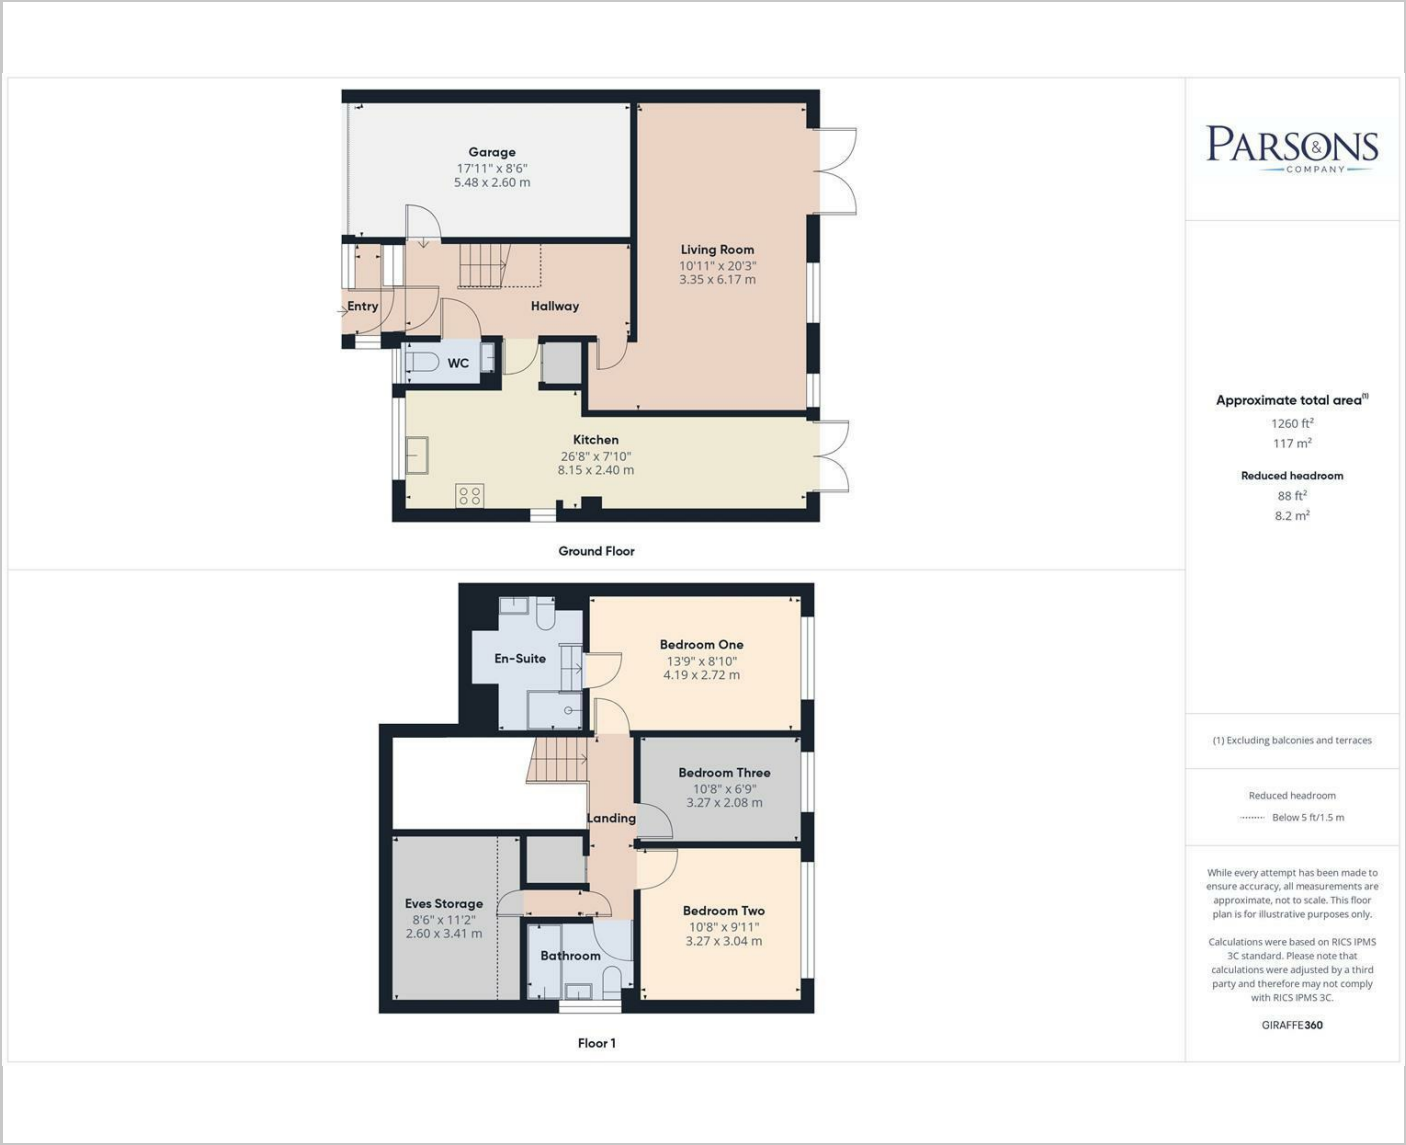 Garage
17'11" x 8'6"
5.48 x 2.60 m
Living Room
10'11" x 20'3"
3.35 x 6.17 m
Entry
Hallway
WC
Kitchen
26'8" x 7'10"
8.15 x 2.40 m
Ground Floor
En-Suite
Bedroom One
13'9" x 8'10"
4.19 x 2.72 m
Bedroom Three
10'8" x 6'9"
3.27 x 2.08 m
Landing
Eves Storage
8'6" x 11'2"
2.60 x 3.41 m
Bedroom Two
10'8" x 9'11"
3.27 x 3.04 m
Bathroom
Floor 1
PARSONS
&
COMPANY
Approximate total area(1)
1260 ft²
117 m²
Reduced headroom
88 ft²
8.2 m²
(1) Excluding balconies and terraces
Reduced headroom
Below 5 ft/1.5 m
While every attempt has been made to
ensure accuracy, all measurements are
approximate, not to scale. This floor
plan is for illustrative purposes only.
Calculations were based on RICS IPMS
3C standard. Please note that
calculations were adjusted by a third
party and therefore may not comply
with RICS IPMS 3C.
GIRAFFE360